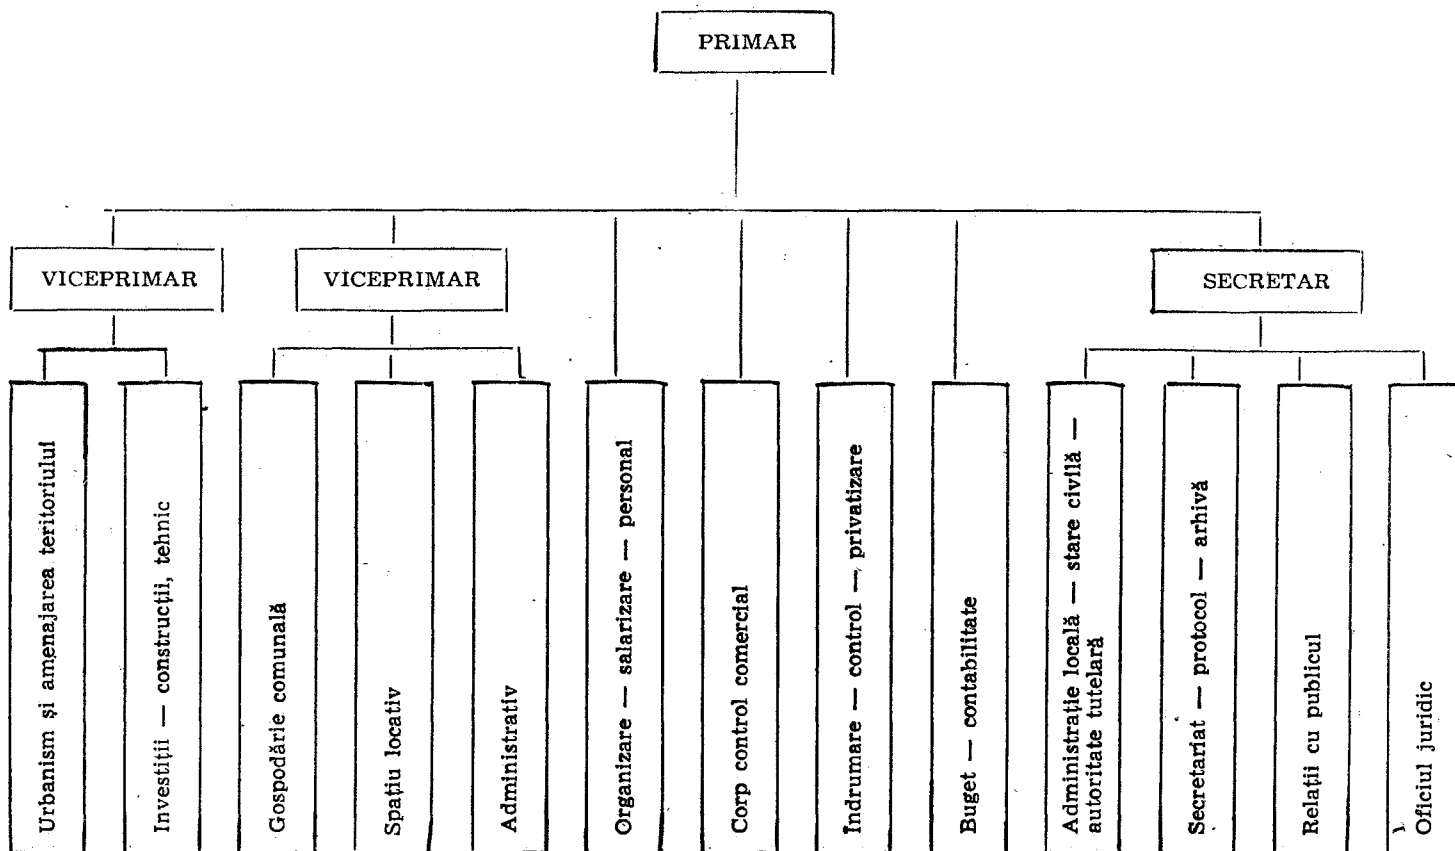 PRIMAR
VICEPRIMAR
VICEPRIMAR
SECRETAR
Urbanism și amenajarea teritoriului
Investiții — construcții, tehnic
Gospodărie comunală
Spațiu locativ
Administrativ
Organizare — salarizare — personal
Corp control comercial
Indrumare — control — privatizare
Buget — contabilitate
Administrație locală — stare civilă —
autoritate tutelară
Secretariat — protocol — arhivă
Relații cu publicul
Oficiul juridic